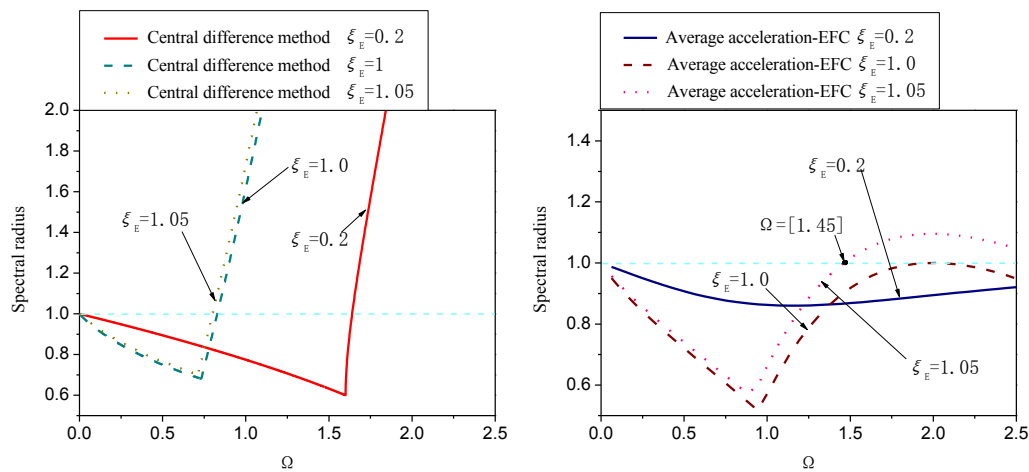 Central difference method ξE=0.2
Central difference method ξE=1
Central difference method ξE=1.05
2.0
1.8
1.6
1.4
1.2
1.0
0.8
0.6
Spectral radius
ξE=1.0
ξE=1.05
ξE=0.2
0.0 0.5 1.0 1.5 2.0 2.5
Ω
Average acceleration-EFC ξE=0.2
Average acceleration-EFC ξE=1.0
Average acceleration-EFC ξE=1.05
1.4
1.2
1.0
0.8
0.6
Spectral radius
ξE=0.2
Ω=[1.45]
ξE=1.0
ξE=1.05
0.0 0.5 1.0 1.5 2.0 2.5
Ω